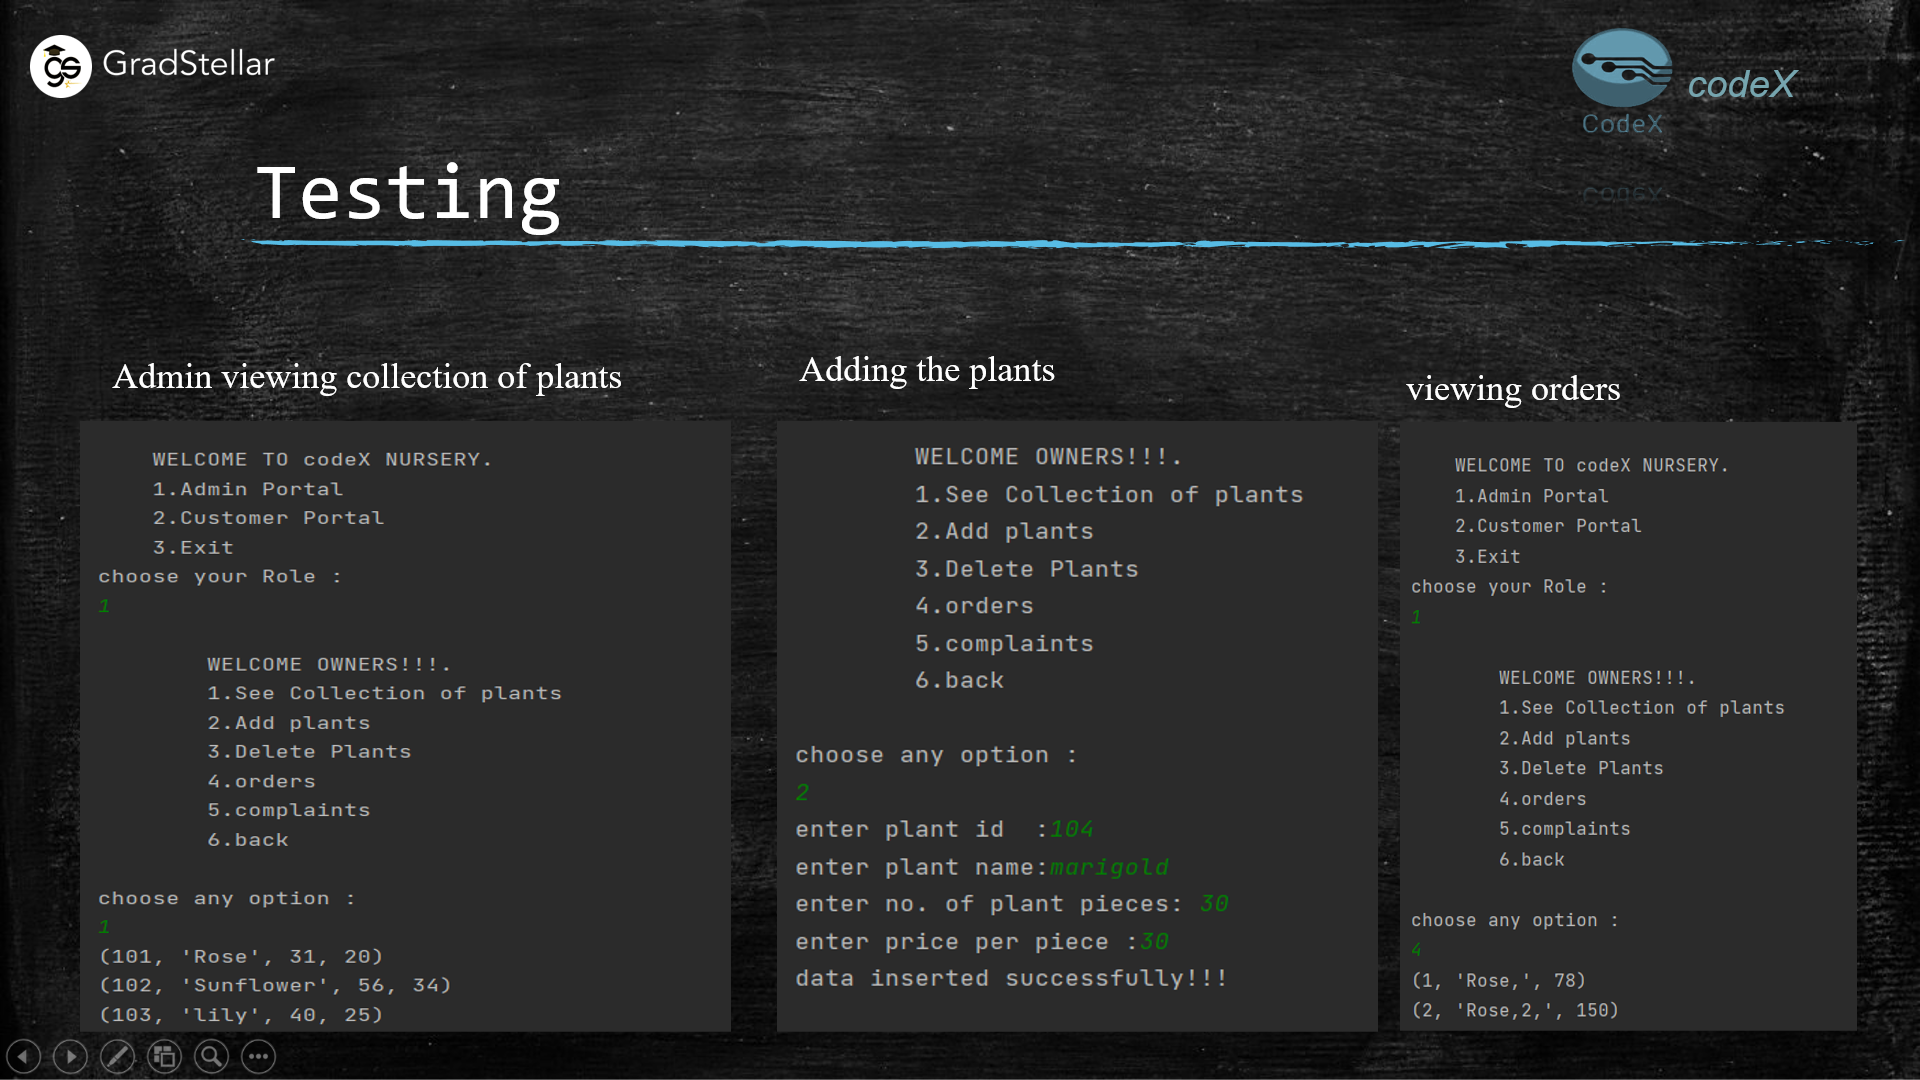 GradStellar
codeX
CodeX
Testing
Admin viewing collection of plants
WELCOME TO codeX NURSERY.
1.Admin Portal
2.Customer Portal
3.Exit
choose your Role :
1
WELCOME OWNERS!!!.
1.See Collection of plants
2.Add plants
3.Delete Plants
4.orders
5.complaints
6.back
choose any option :
1
(101, 'Rose', 31, 20)
(102, 'Sunflower', 56, 34)
(103, 'lily', 40, 25)
Adding the plants
WELCOME OWNERS!!!.
1.See Collection of plants
2.Add plants
3.Delete Plants
4.orders
5.complaints
6.back
choose any option :
2
enter plant id  :104
enter plant name:marigold
enter no. of plant pieces: 30
enter price per piece :30
data inserted successfully!!!
viewing orders
WELCOME TO codeX NURSERY.
1.Admin Portal
2.Customer Portal
3.Exit
choose your Role :
1
WELCOME OWNERS!!!.
1.See Collection of plants
2.Add plants
3.Delete Plants
4.orders
5.complaints
6.back
choose any option :
4
(1, 'Rose,', 78)
(2, 'Rose,2,', 150)